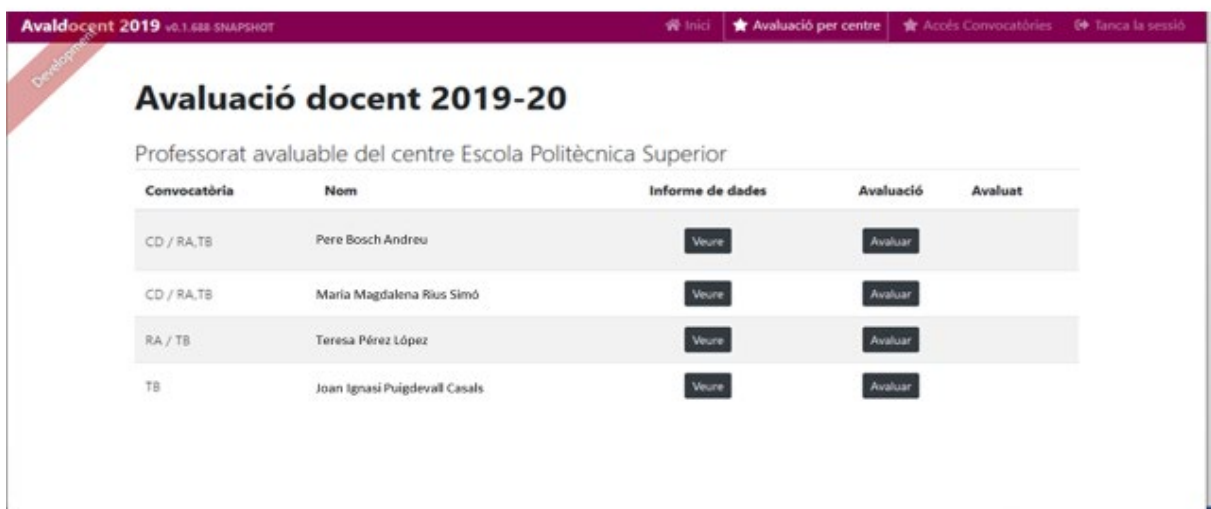 Avaldocent 2019 v0.1.688-SNAPSHOT Inici Avaluació per centre Accés Convocatòries Tanca la sessió
Development
Avaluació docent 2019-20
Professorat avaluable del centre Escola Politècnica Superior
Convocatòria Nom Informe de dades Avaluació Avaluat
CD / RA,TB Pere Bosch Andreu Veure Avaluar
CD / RA,TB Maria Magdalena Rius Simó Veure Avaluar
RA / TB Teresa Pérez López Veure Avaluar
TB Joan Ignasi Puigdevall Casals Veure Avaluar